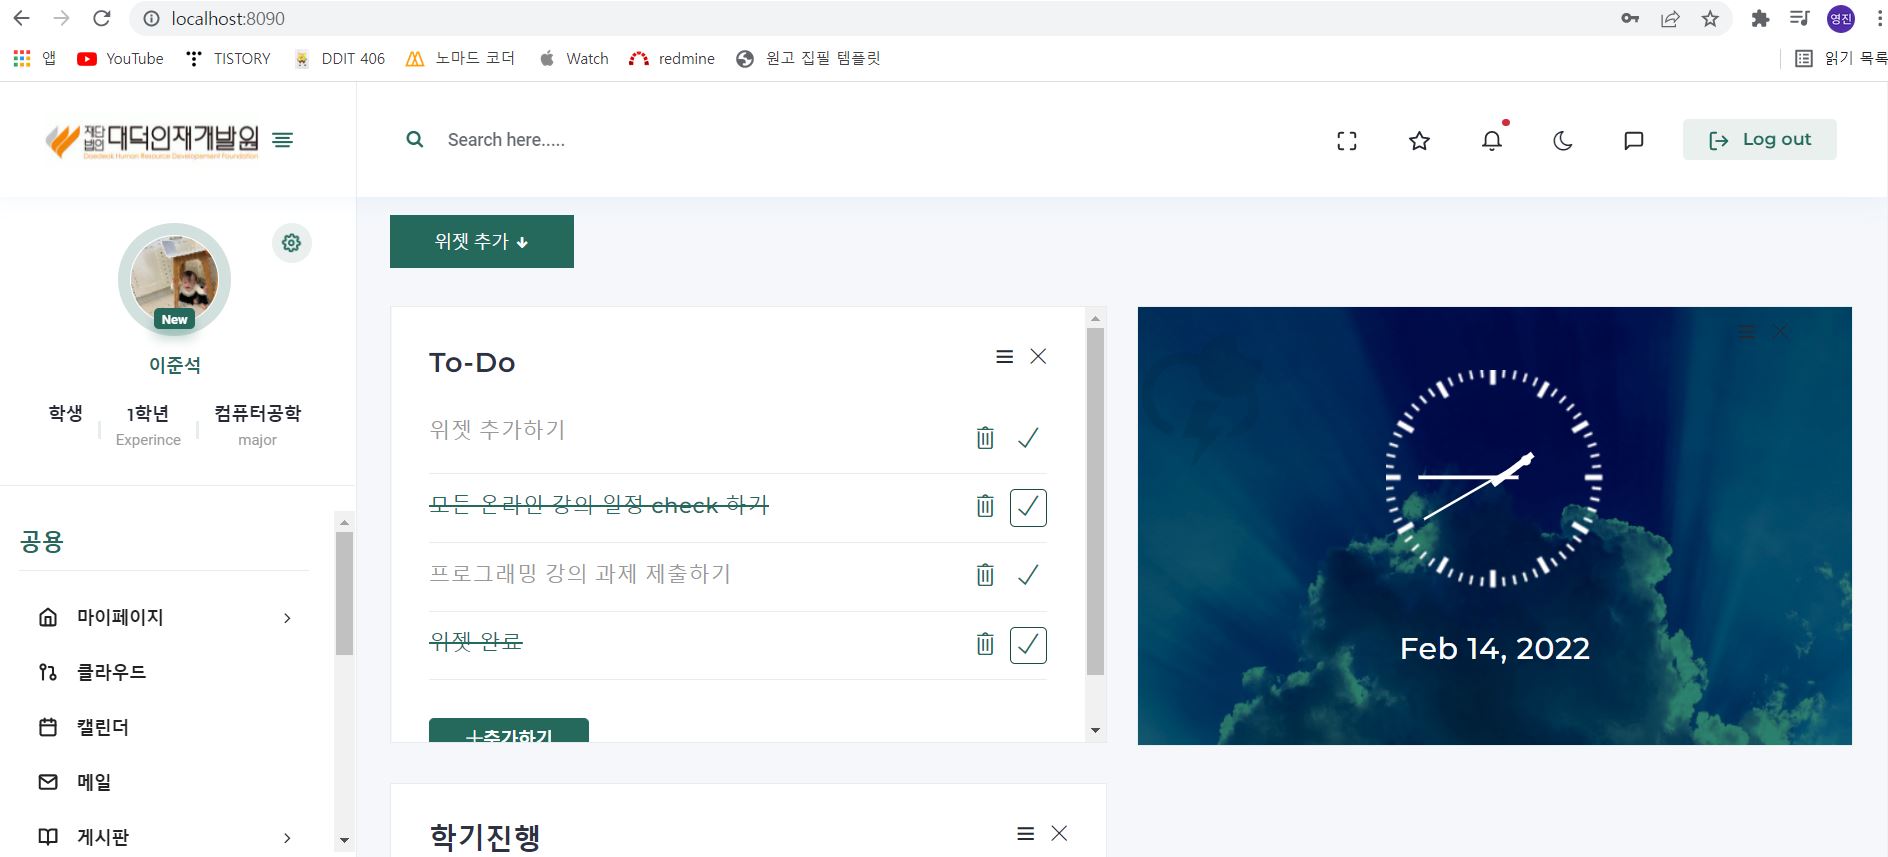 localhost:8090
영진
앱
YouTube
TISTORY
DDIT 406
노마드 코더
Watch
redmine
원고 집필 템플릿
읽기 목록
재단법인 대덕인재개발원
Daedeok Human Resource Developement Foundation
Search here.....
Log out
New
이준석
학생
1학년
Experince
컴퓨터공학
major
공용
마이페이지
클라우드
캘린더
메일
게시판
위젯 추가
To-Do
위젯 추가하기
모든 온라인 강의 일정 check 하기
프로그래밍 강의 과제 제출하기
위젯 완료
+추가하기
Feb 14, 2022
학기진행